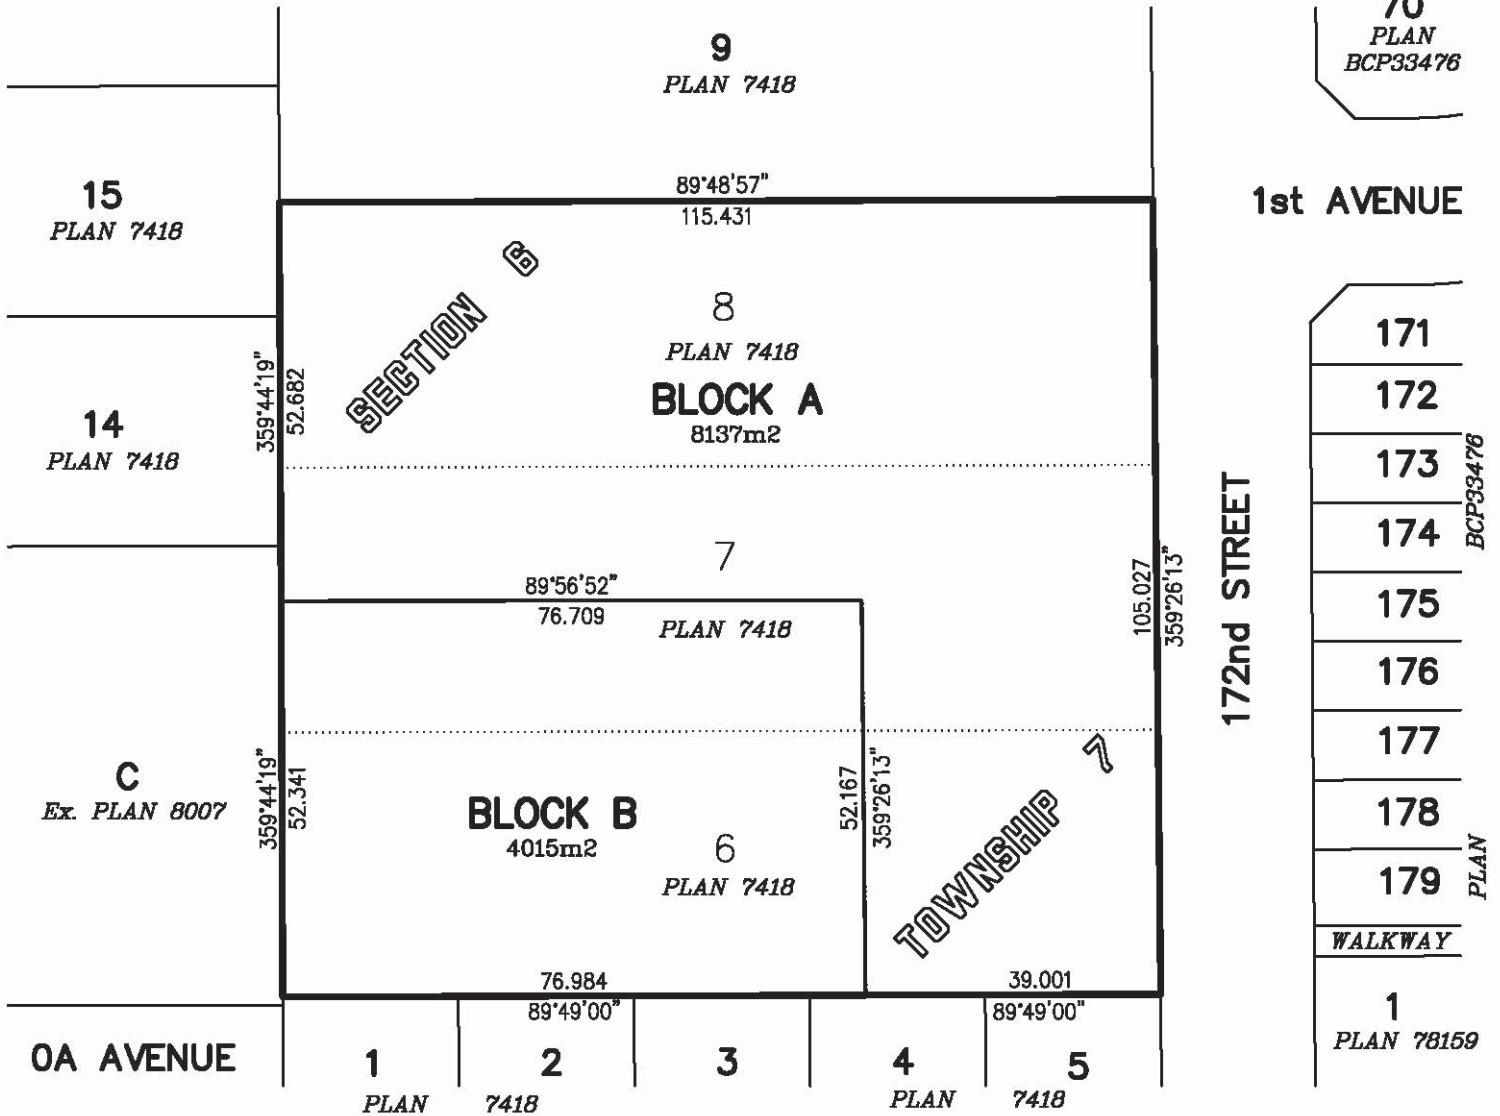 70
PLAN
BCP33476
9
PLAN 7418
15
PLAN 7418
89°48'57"
115.431
1st AVENUE
SECTION 6
8
PLAN 7418
BLOCK A
8137m2
359°44'19"
52.682
14
PLAN 7418
171
172
173
174
175
176
177
178
179
BCP33476
PLAN
WALKWAY
1
PLAN 78159
172nd STREET
105.027
359°26'13"
7
PLAN 7418
89°56'52"
76.709
C
Ex. PLAN 8007
359°44'19"
52.341
BLOCK B
4015m2
6
PLAN 7418
52.167
359°26'13"
TOWNSHIP 7
76.984
89°49'00"
39.001
89°49'00"
0A AVENUE
1
2
3
4
5
PLAN 7418
PLAN 7418